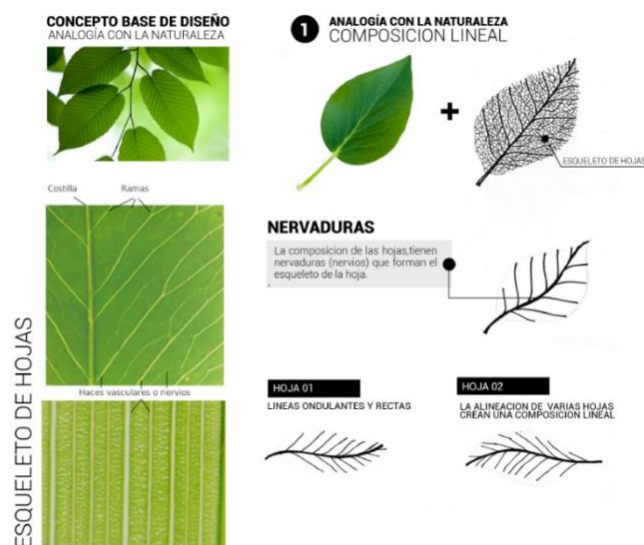 CONCEPTO BASE DE DISEÑO
ANALOGÍA CON LA NATURALEZA
1
ANALOGÍA CON LA NATURALEZA
COMPOSICION LINEAL
+
ESQUELETO DE HOJAS
Costilla
Ramas
NERVADURAS
La composicion de las hojas,tienen
nervaduras (nervios) que forman el
esqueleto de la hoja.
Haces vasculares o nervios
HOJA 01
LINEAS ONDULANTES Y RECTAS
HOJA 02
LA ALINEACION DE VARIAS HOJAS
CREAN UNA COMPOSICION LINEAL
ESQUELETO DE HOJAS